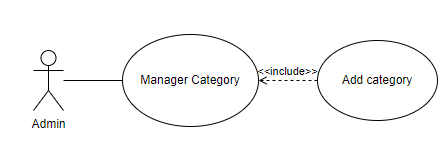 Manager Category
<<include>>
Add category
Admin